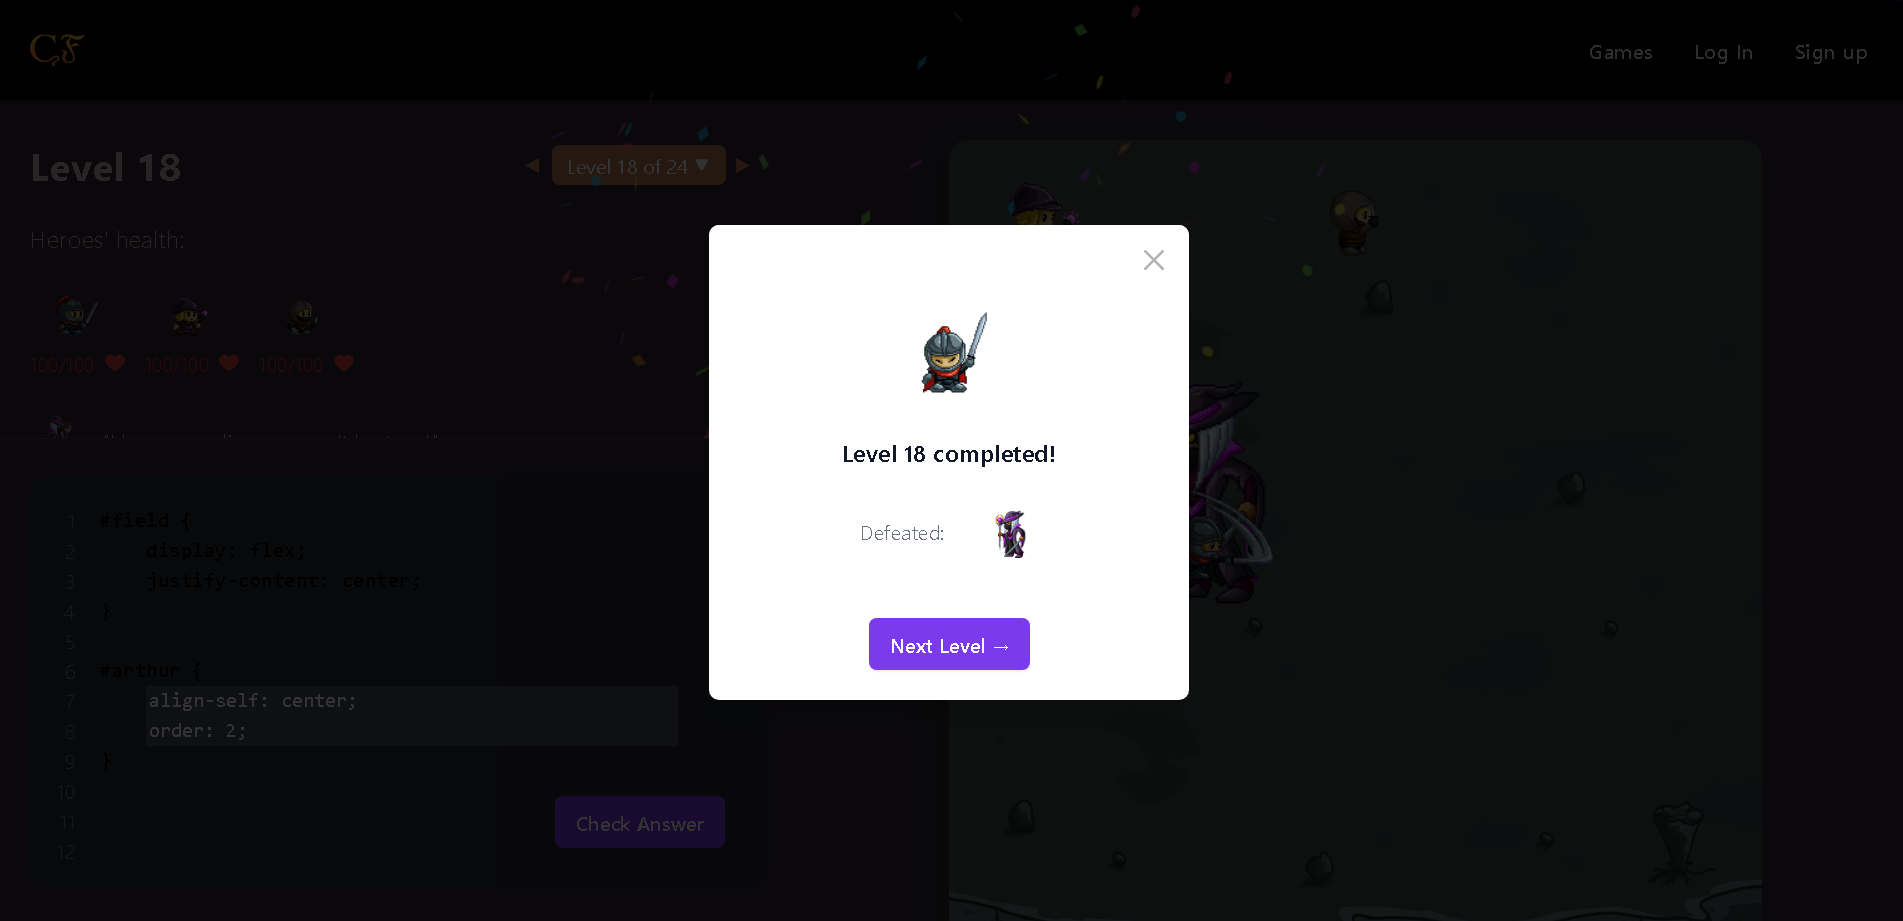 CF
Games
Log In
Sign up
Level 18
Level 18 of 24 ▼
Heroes' health:
100/100
100/100
100/100
1 #field {
2 display: flex;
3 justify-content: center;
4 }
5
6 #arthur {
7 align-self: center;
8 order: 2;
9 }
10
11
12
Check Answer
Level 18 completed!
Defeated:
Next Level →